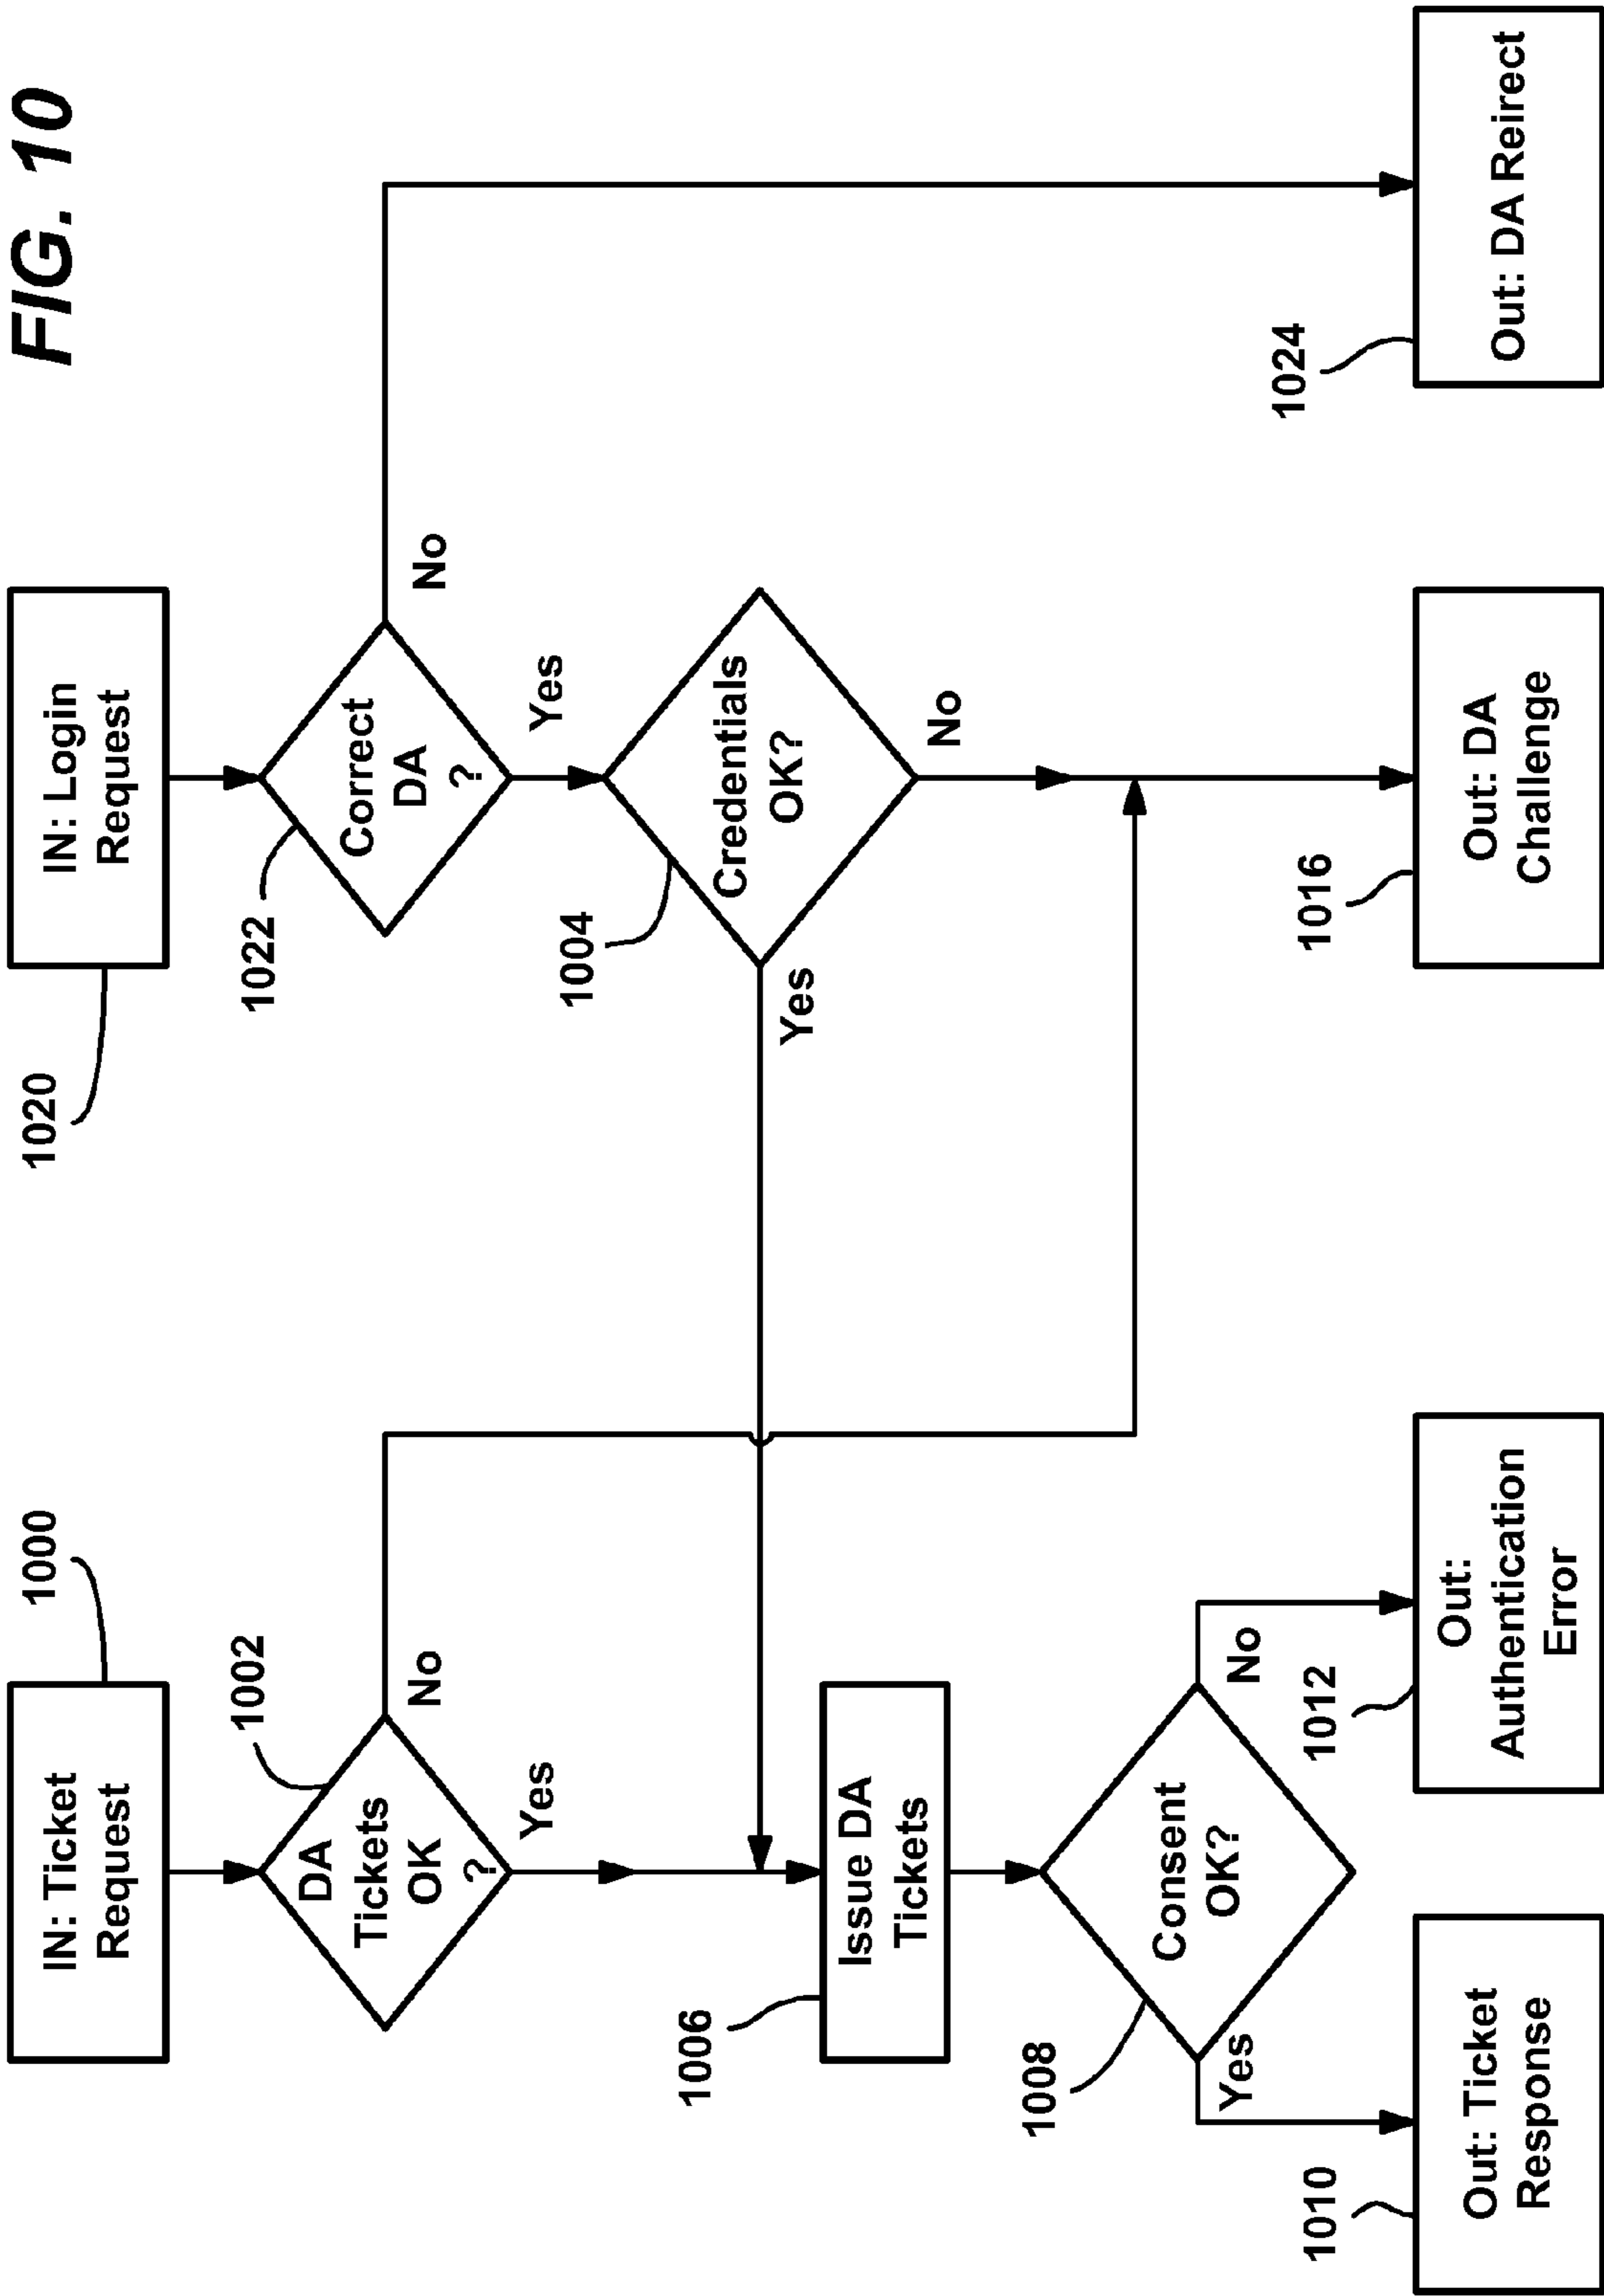 FIG. 10
1000
IN: Ticket
Request
1020
IN: Login
Request
1002
DA
Tickets
OK
?
No
Yes
1022
Correct
DA
?
No
Yes
1004
Credentials
OK?
Yes
No
1006
Issue DA
Tickets
1008
Consent
OK?
Yes
No
1010
Out: Ticket
Response
1012
Out:
Authentication
Error
1016
Out: DA
Challenge
1024
Out: DA Reirect